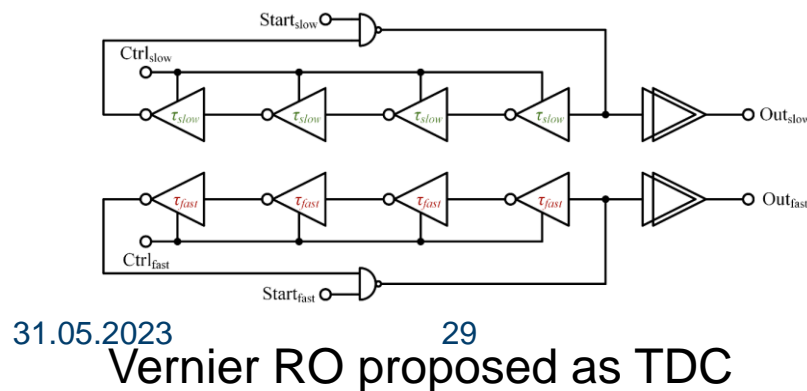 Start_slow
Ctrl_slow
τ_slow τ_slow τ_slow τ_slow
Out_slow
τ_fast τ_fast τ_fast τ_fast
Out_fast
Ctrl_fast
Start_fast
31.05.2023 29
Vernier RO proposed as TDC